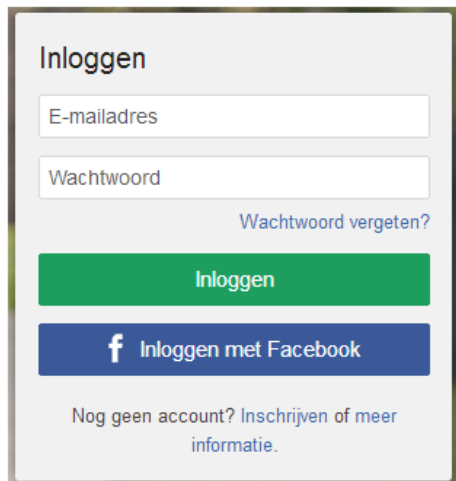 Inloggen
E-mailadres
Wachtwoord
Wachtwoord vergeten?
Inloggen
f Inloggen met Facebook
Nog geen account? Inschrijven of meer
informatie.